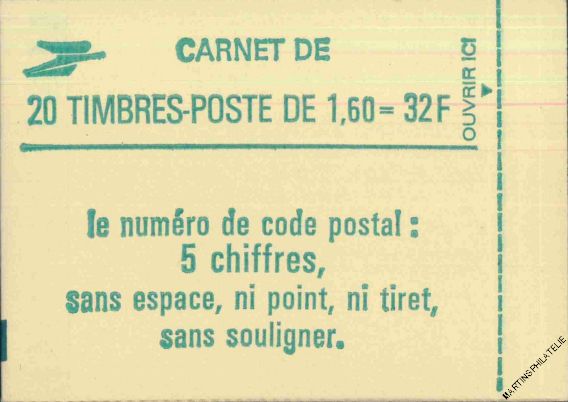 CARNET DE
20 TIMBRES-POSTE DE 1,60 = 32F
OUVRIR ICI
le numéro de code postal :
5 chiffres,
sans espace, ni point, ni tiret,
sans souligner.
MARTINS PHILATELIE